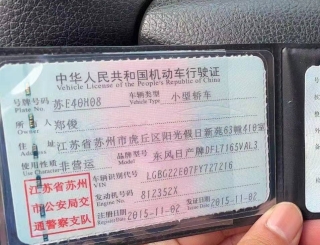 中华人民共和国机动车行驶证
Vehicle License of the People's Republic of China
号牌号码 苏E40H08 车辆类型 小型轿车
Plate No. Vehicle Type
所有人 郑俊
Owner
住址 江苏省苏州市虎丘区阳光假日新苑63幢410室
Address
使用性质 非营运 品牌型号 东风日产牌DFL7165VAL3
Use Character Model
江苏省苏州市公安局交通警察支队
车辆识别代号 LGBG22E07FY727216
VIN
发动机号码 812352X
Engine No.
注册日期 2015-11-02 发证日期 2015-11-02